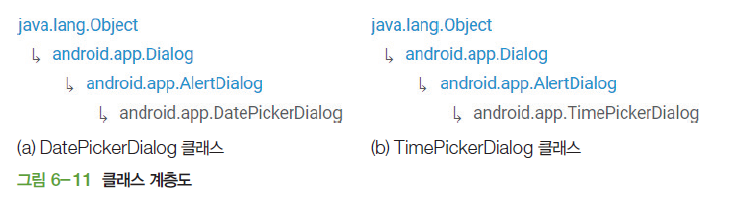 java.lang.Object
↳ android.app.Dialog
↳ android.app.AlertDialog
↳ android.app.DatePickerDialog
(a) DatePickerDialog 클래스
java.lang.Object
↳ android.app.Dialog
↳ android.app.AlertDialog
↳ android.app.TimePickerDialog
(b) TimePickerDialog 클래스
그림 6-11 클래스 계층도